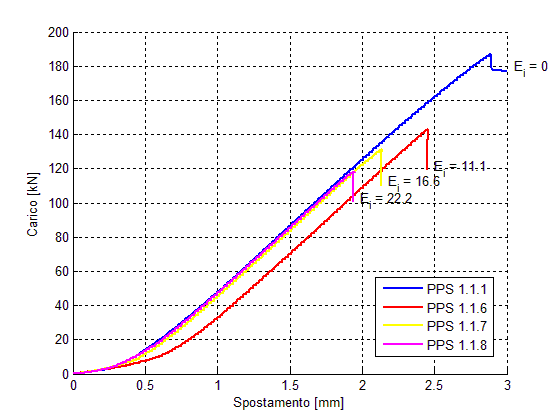 200
180
160
140
120
100
80
60
40
20
0
Carico [kN]
0
0.5
1
1.5
2
2.5
3
Spostamento [mm]
E_i = 0
E_i = 11.1
E_i = 16.6
E_i = 22.2
PPS 1.1.1
PPS 1.1.6
PPS 1.1.7
PPS 1.1.8